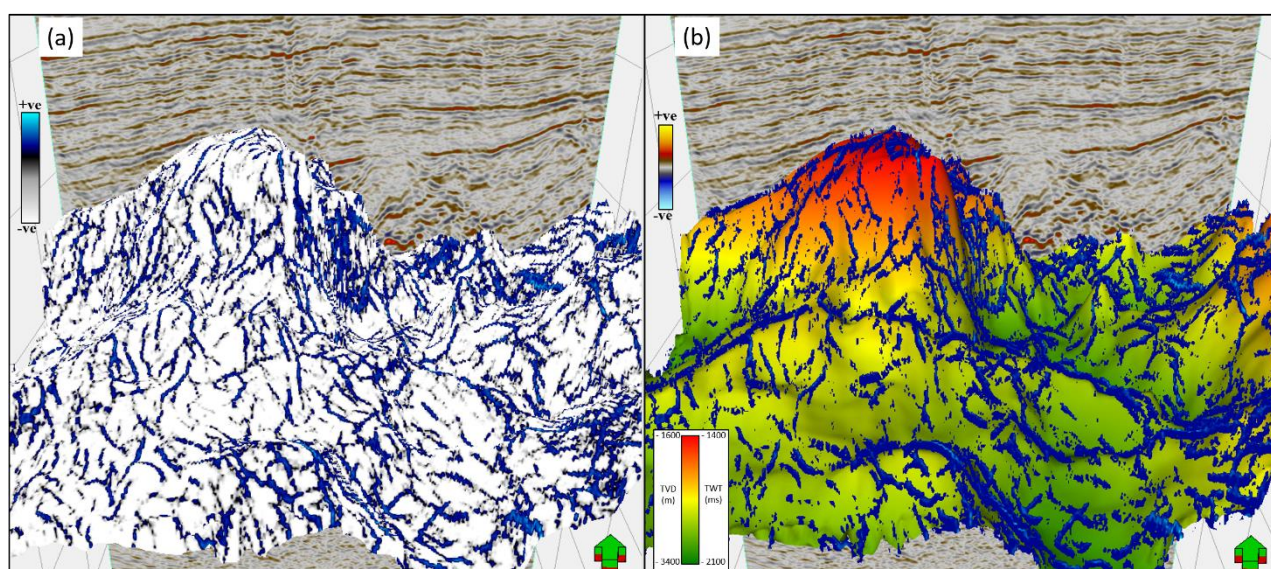 (a)
+ve
-ve
(b)
+ve
-ve
- 1600 - 1400
TVD TWT
(m) (ms)
- 3400 - 2100